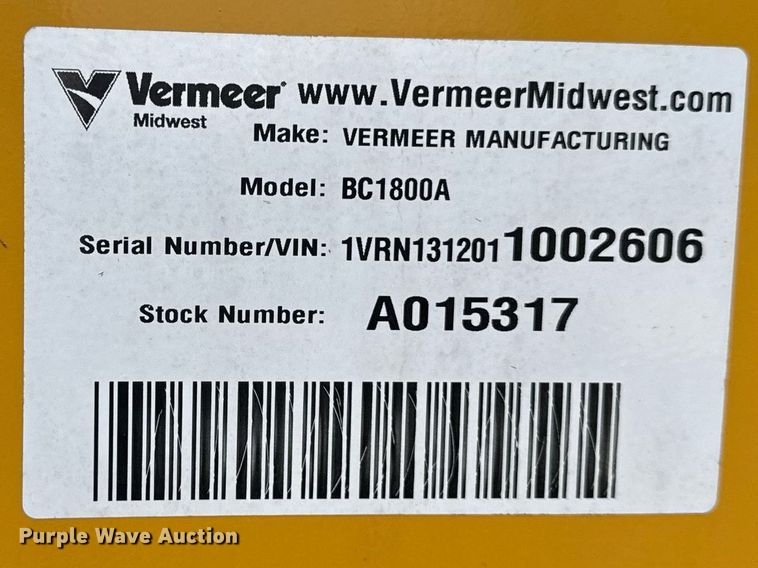 Vermeer www.VermeerMidwest.com
Midwest
Make: VERMEER MANUFACTURING
Model: BC1800A
Serial Number/VIN: 1VRN1312011002606
Stock Number: A015317
Purple Wave Auction